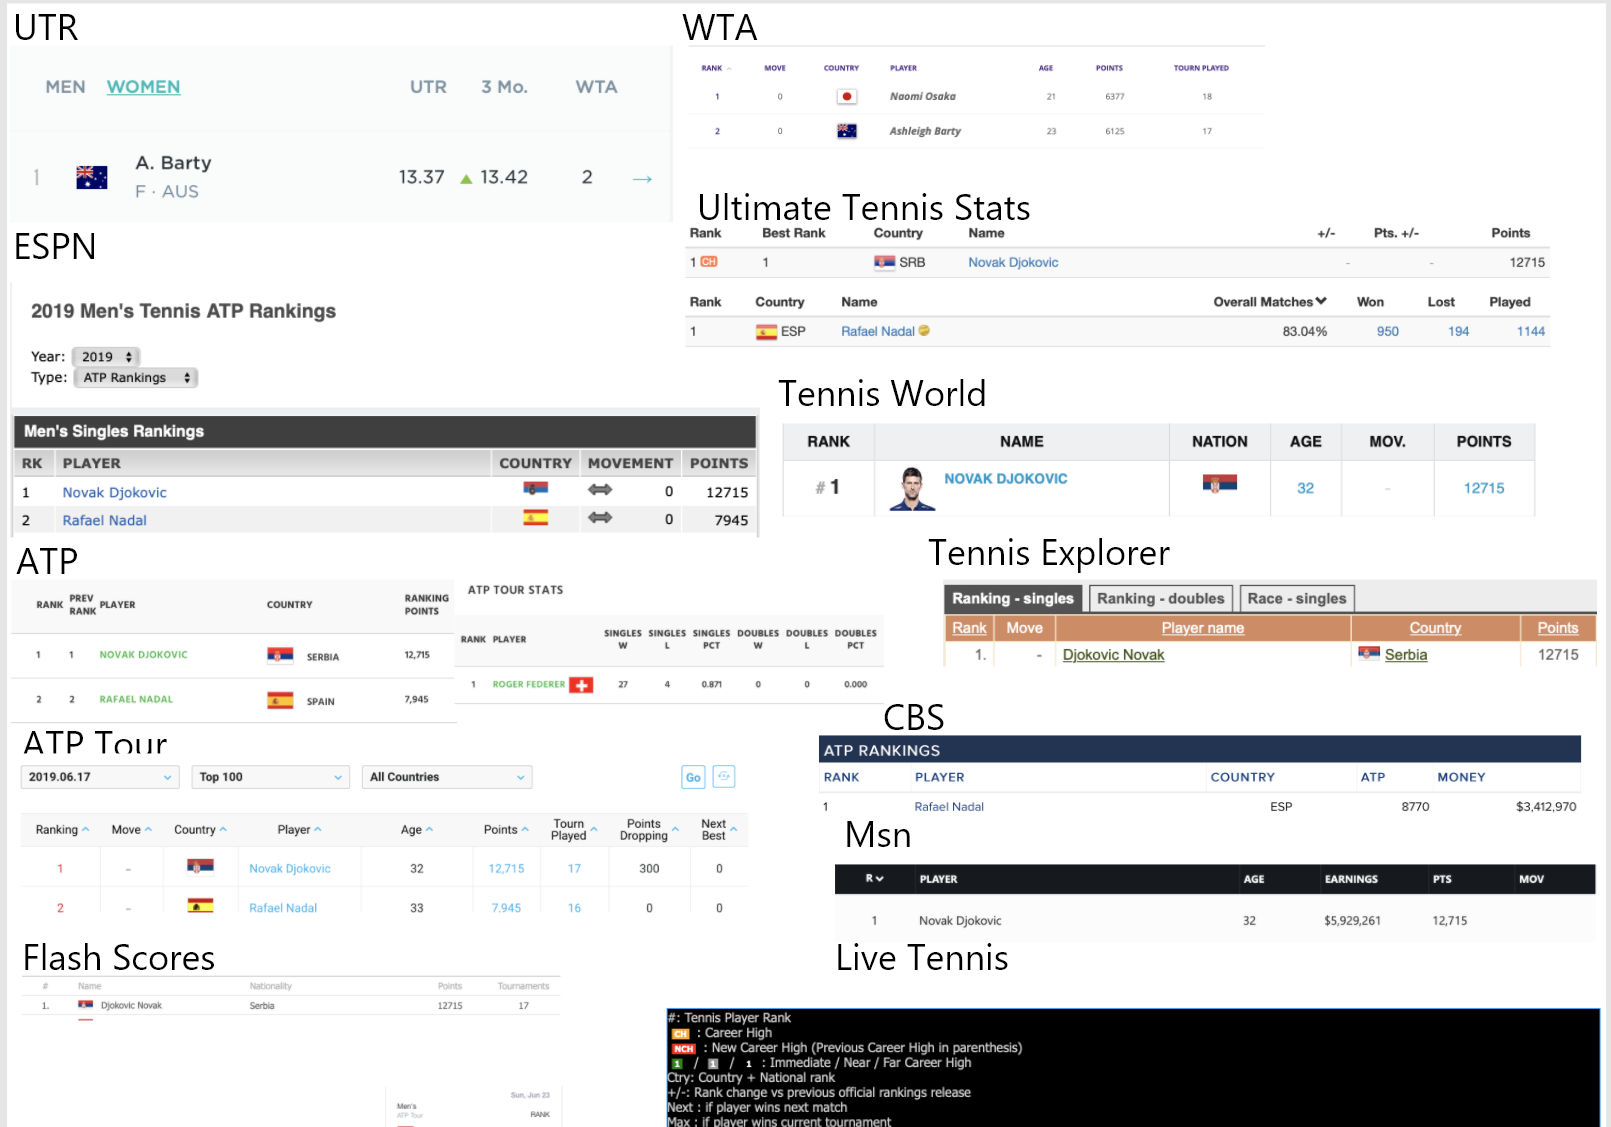 UTR
MEN WOMEN UTR 3 Mo. WTA
1 A. Barty 13.37 13.42 2 →
F · AUS
WTA
RANK MOVE COUNTRY PLAYER AGE POINTS TOURN PLAYED
1 0 Naomi Osaka 21 6377 18
2 0 Ashleigh Barty 23 6125 17
Ultimate Tennis Stats
Rank Best Rank Country Name +/- Pts. +/- Points
1 CH 1 SRB Novak Djokovic - - 12715
Rank Country Name Overall Matches Won Lost Played
1 ESP Rafael Nadal 83.04% 950 194 1144
ESPN
2019 Men's Tennis ATP Rankings
Year: 2019
Type: ATP Rankings
Men's Singles Rankings
RK PLAYER COUNTRY MOVEMENT POINTS
1 Novak Djokovic 0 12715
2 Rafael Nadal 0 7945
Tennis World
RANK NAME NATION AGE MOV. POINTS
#1 NOVAK DJOKOVIC 32 - 12715
ATP
RANK PREV RANK PLAYER COUNTRY RANKING POINTS
1 1 NOVAK DJOKOVIC SERBIA 12,715
2 2 RAFAEL NADAL SPAIN 7,945
ATP TOUR STATS
RANK PLAYER SINGLES W SINGLES L SINGLES PCT DOUBLES W DOUBLES L DOUBLES PCT
1 ROGER FEDERER 27 4 0.871 0 0 0.000
Tennis Explorer
Ranking - singles Ranking - doubles Race - singles
Rank Move Player name Country Points
1. - Djokovic Novak Serbia 12715
CBS
ATP RANKINGS
RANK PLAYER COUNTRY ATP MONEY
1 Rafael Nadal ESP 8770 $3,412,970
ATP Tour
2019.06.17 Top 100 All Countries Go
Ranking Move Country Player Age Points Tourn Played Points Dropping Next Best
1 - Novak Djokovic 32 12,715 17 300 0
2 - Rafael Nadal 33 7.945 16 0 0
Msn
R PLAYER AGE EARNINGS PTS MOV
1 Novak Djokovic 32 $5,929,261 12,715
Flash Scores
# Name Nationality Points Tournaments
1. Djokovic Novak Serbia 12715 17
Sun, Jun 23
Men's
ATP Tour RANK
Live Tennis
#: Tennis Player Rank
CH : Career High
NCH : New Career High (Previous Career High in parenthesis)
1 / 1 / 1 : Immediate / Near / Far Career High
Ctry: Country + National rank
+/-: Rank change vs previous official rankings release
Next : if player wins next match
Max : if player wins current tournament